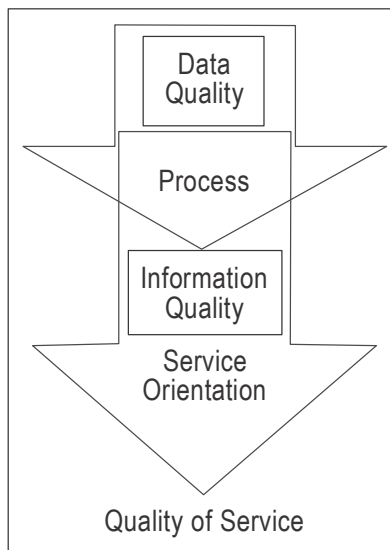 Data
Quality
Process
Information
Quality
Service
Orientation
Quality of Service